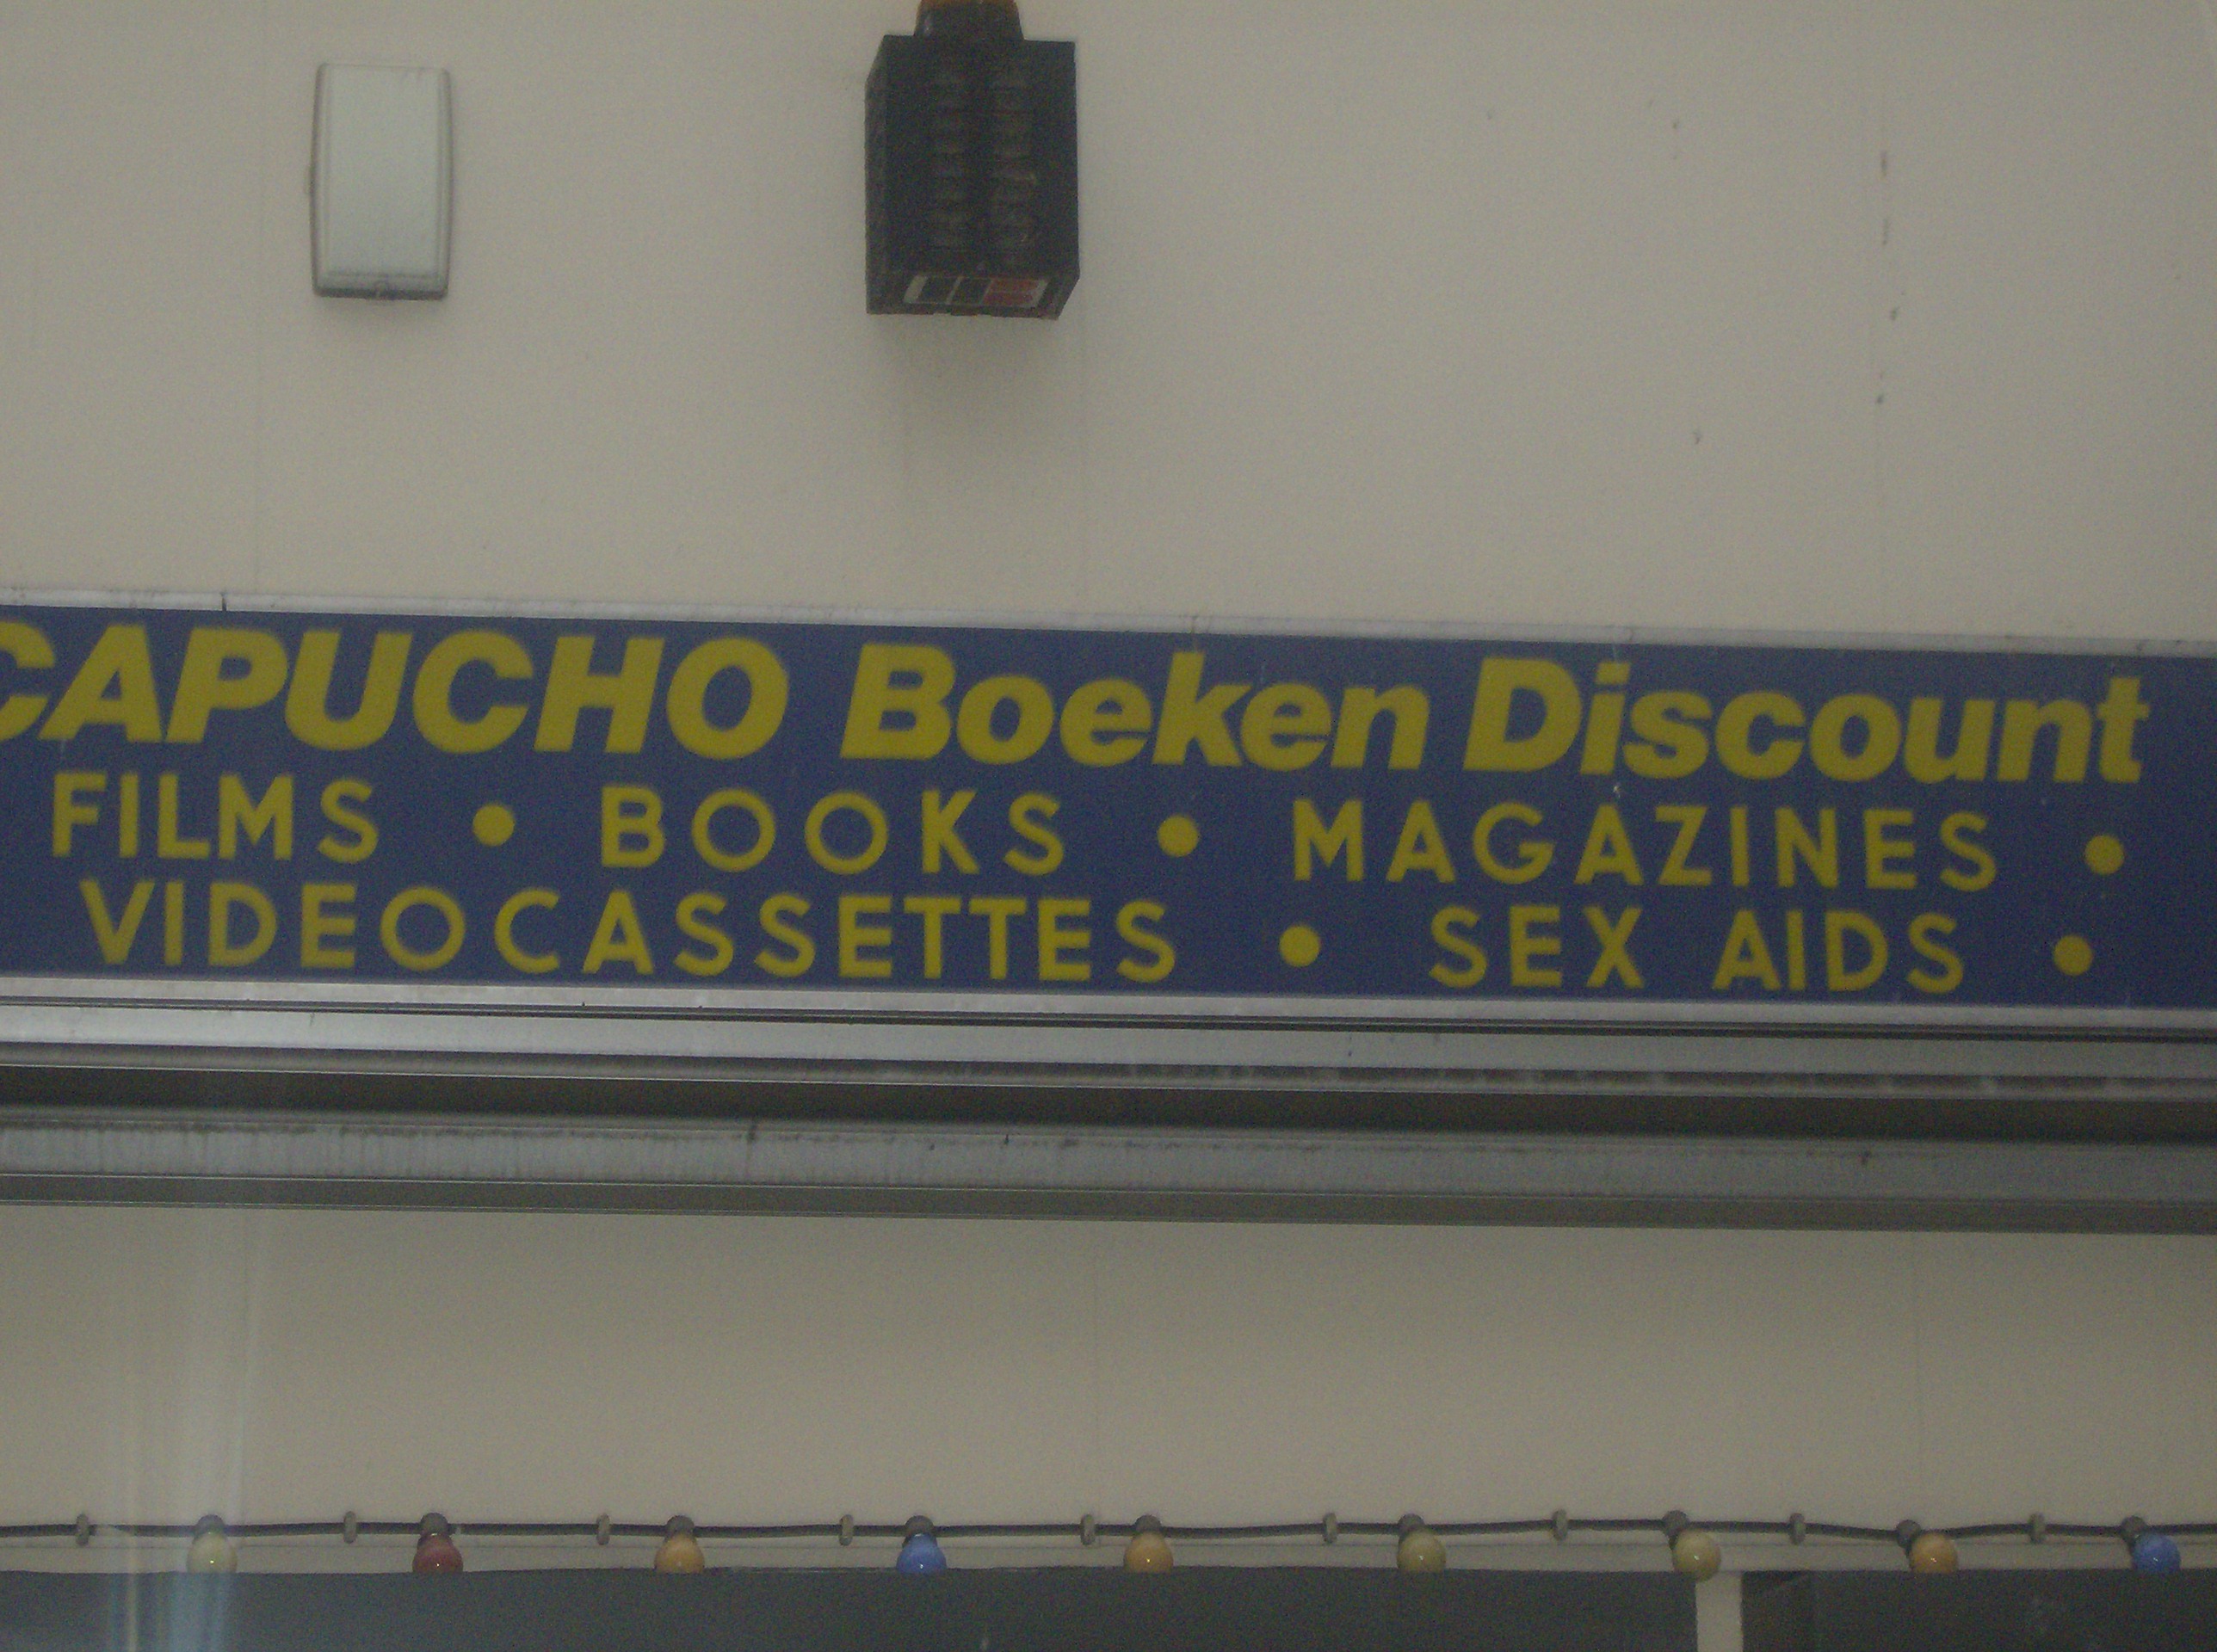 CAPUCHO Boeken Discount
FILMS • BOOKS • MAGAZINES •
VIDEOCASSETTES • SEX AIDS •